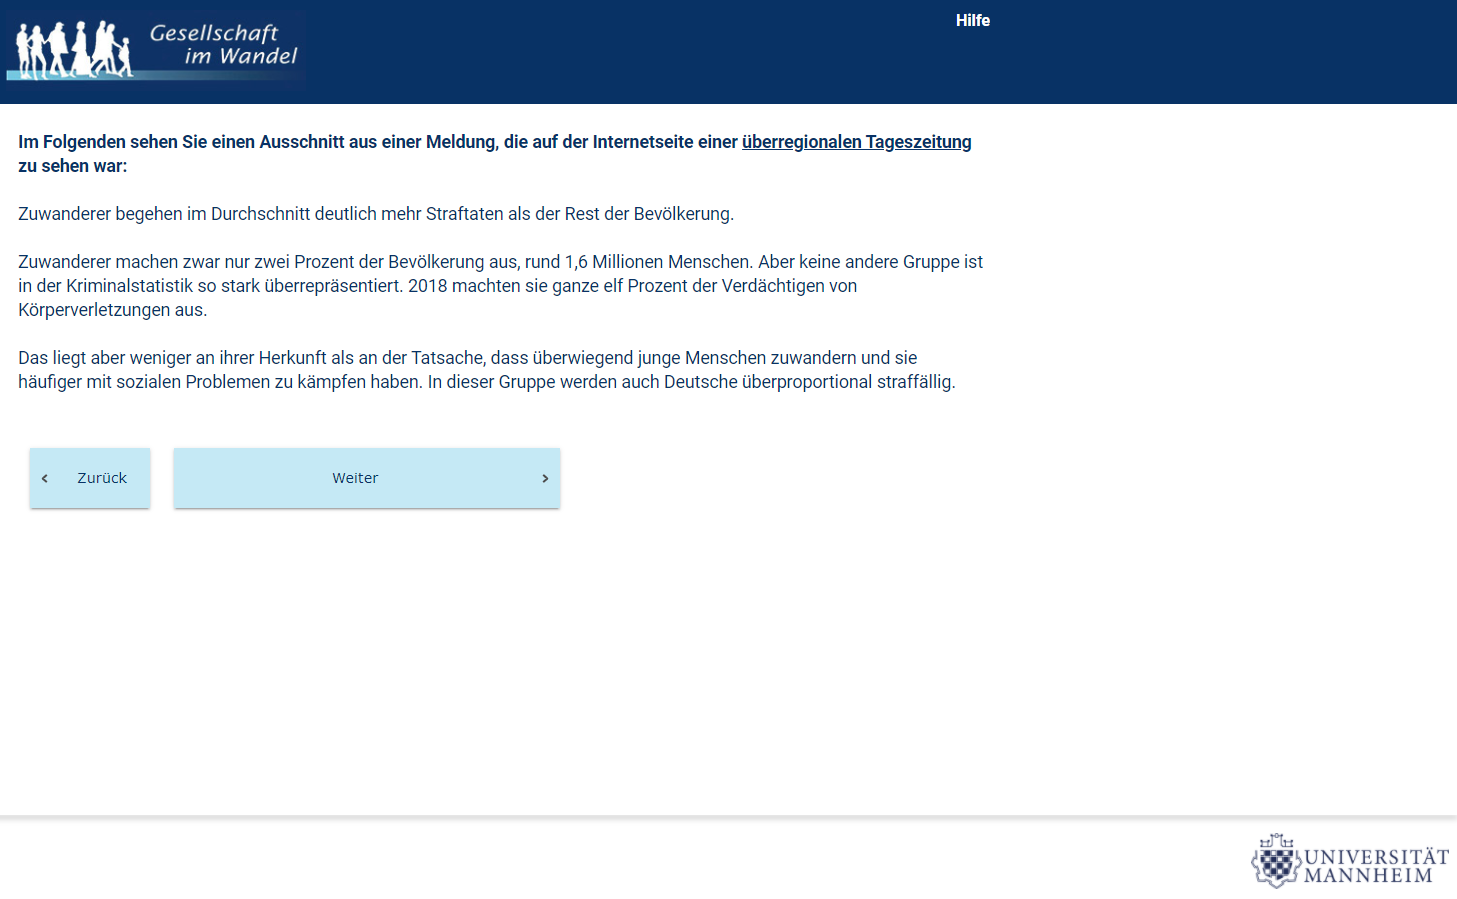 Gesellschaft
im Wandel
Hilfe
Im Folgenden sehen Sie einen Ausschnitt aus einer Meldung, die auf der Internetseite einer überregionalen Tageszeitung
zu sehen war:
Zuwanderer begehen im Durchschnitt deutlich mehr Straftaten als der Rest der Bevölkerung.
Zuwanderer machen zwar nur zwei Prozent der Bevölkerung aus, rund 1,6 Millionen Menschen. Aber keine andere Gruppe ist
in der Kriminalstatistik so stark überrepräsentiert. 2018 machten sie ganze elf Prozent der Verdächtigen von
Körperverletzungen aus.
Das liegt aber weniger an ihrer Herkunft als an der Tatsache, dass überwiegend junge Menschen zuwandern und sie
häufiger mit sozialen Problemen zu kämpfen haben. In dieser Gruppe werden auch Deutsche überproportional straffällig.
‹ Zurück
Weiter ›
UNIVERSITÄT
MANNHEIM